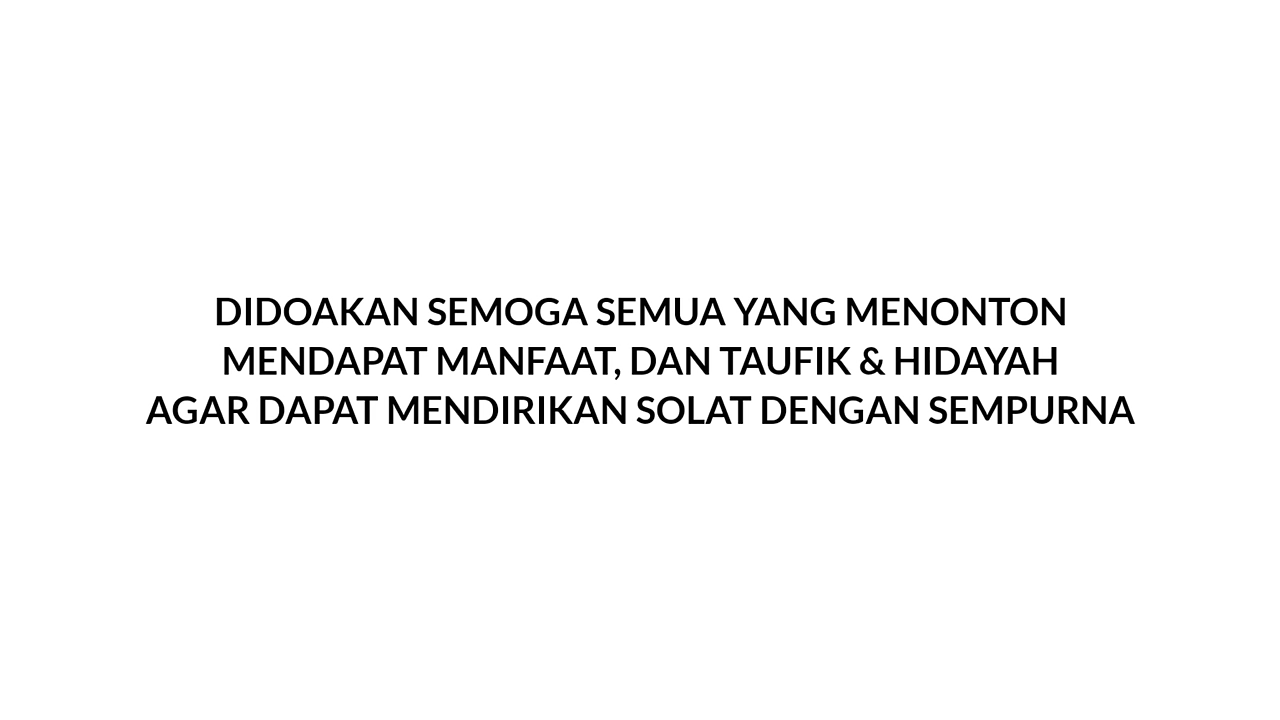 DIDOAKAN SEMOGA SEMUA YANG MENONTON
MENDAPAT MANFAAT, DAN TAUFIK & HIDAYAH
AGAR DAPAT MENDIRIKAN SOLAT DENGAN SEMPURNA